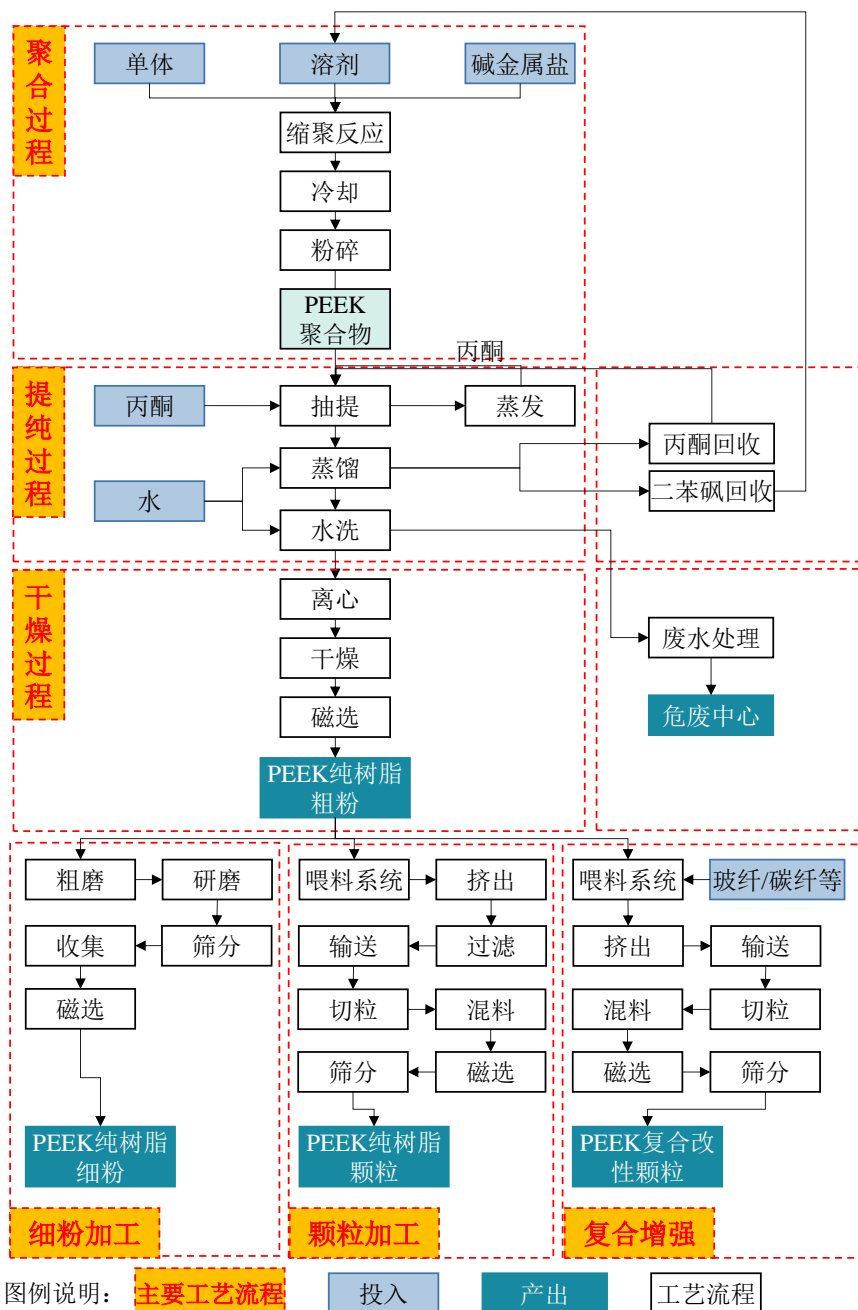 聚合过程
单体
溶剂
碱金属盐
缩聚反应
冷却
粉碎
PEEK
聚合物
丙酮
提纯过程
丙酮
抽提
蒸发
丙酮回收
蒸馏
二苯砜回收
水
水洗
干燥过程
离心
干燥
磁选
PEEK纯树脂
粗粉
废水处理
危废中心
粗磨
研磨
收集
筛分
磁选
PEEK纯树脂
细粉
细粉加工
喂料系统
挤出
输送
过滤
切粒
混料
筛分
磁选
PEEK纯树脂
颗粒
颗粒加工
喂料系统
玻纤/碳纤等
挤出
输送
混料
切粒
磁选
筛分
PEEK复合改
性颗粒
复合增强
图例说明：
主要工艺流程
投入
产出
工艺流程